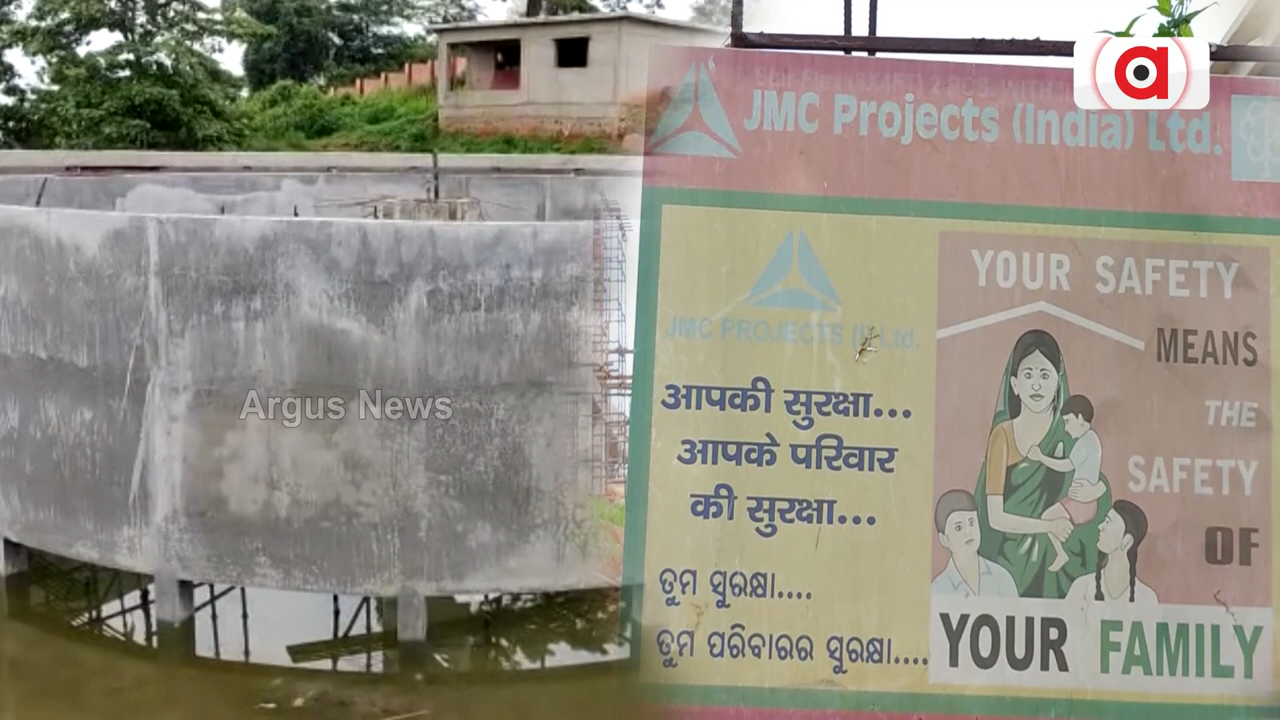 a
JMC Projects (India) Ltd.
YOUR SAFETY
MEANS
THE
SAFETY
OF
YOUR FAMILY
JMC PROJECTS (I) Ltd.
आपकी सुरक्षा...
आपके परिवार
की सुरक्षा...
ତୁମ ସୁରକ୍ଷା....
ତୁମ ପରିବାରର ସୁରକ୍ଷା....
Argus News